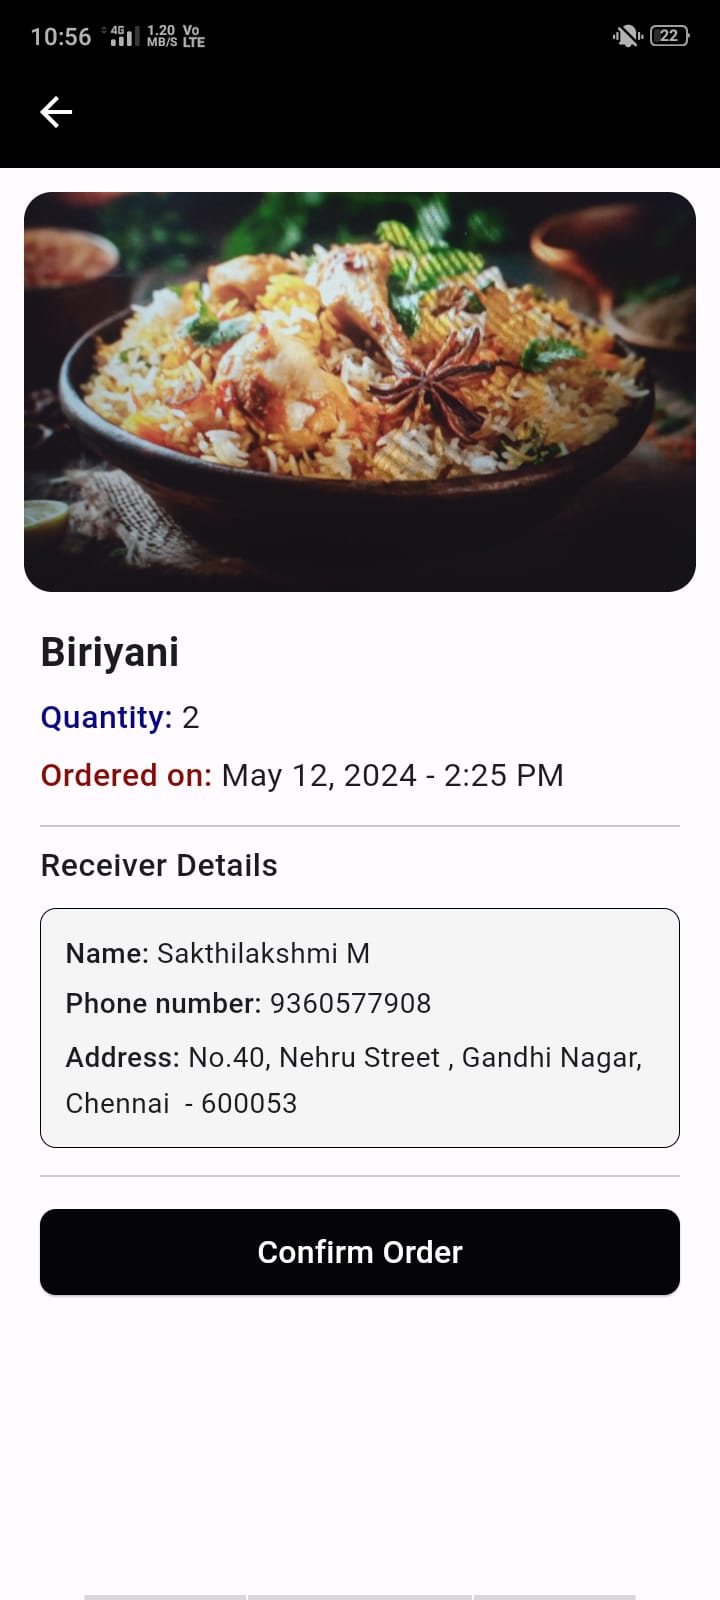 10:56 4G 1.20 MB/S Vo LTE 22
Biriyani
Quantity: 2
Ordered on: May 12, 2024 - 2:25 PM
Receiver Details
Name: Sakthilakshmi M
Phone number: 9360577908
Address: No.40, Nehru Street , Gandhi Nagar,
Chennai  - 600053
Confirm Order